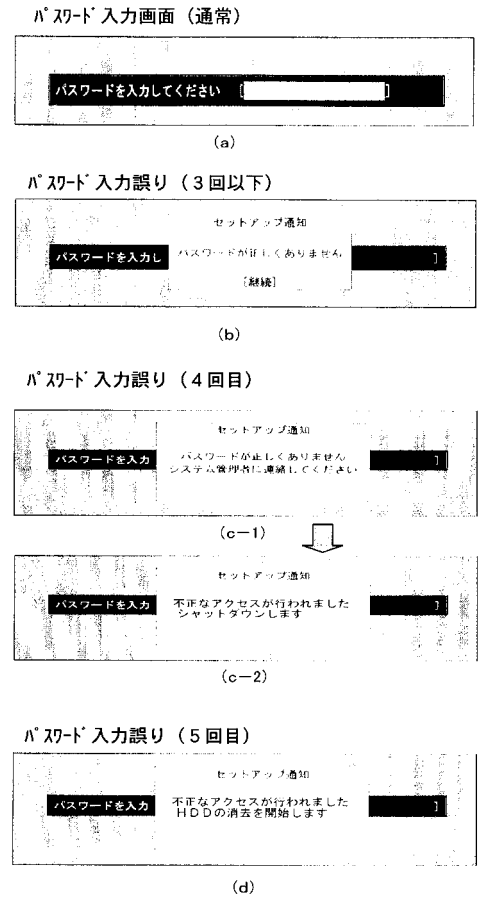 ﾊﾟｽﾜｰﾄﾞ入力画面（通常）
パスワードを入力してください [ ]
(a)
ﾊﾟｽﾜｰﾄﾞ入力誤り（３回以下）
セットアップ通知
パスワードを入力し パスワードが正しくありません ]
[継続]
(b)
ﾊﾟｽﾜｰﾄﾞ入力誤り（４回目）
セットアップ通知
パスワードを入力 パスワードが正しくありません ]
システム管理者に連絡してください
(c－1)
セットアップ通知
パスワードを入力 不正なアクセスが行われました ]
シャットダウンします
(c－2)
ﾊﾟｽﾜｰﾄﾞ入力誤り（５回目）
セットアップ通知
パスワードを入力 不正なアクセスが行われました ]
ＨＤＤの消去を開始します
(d)